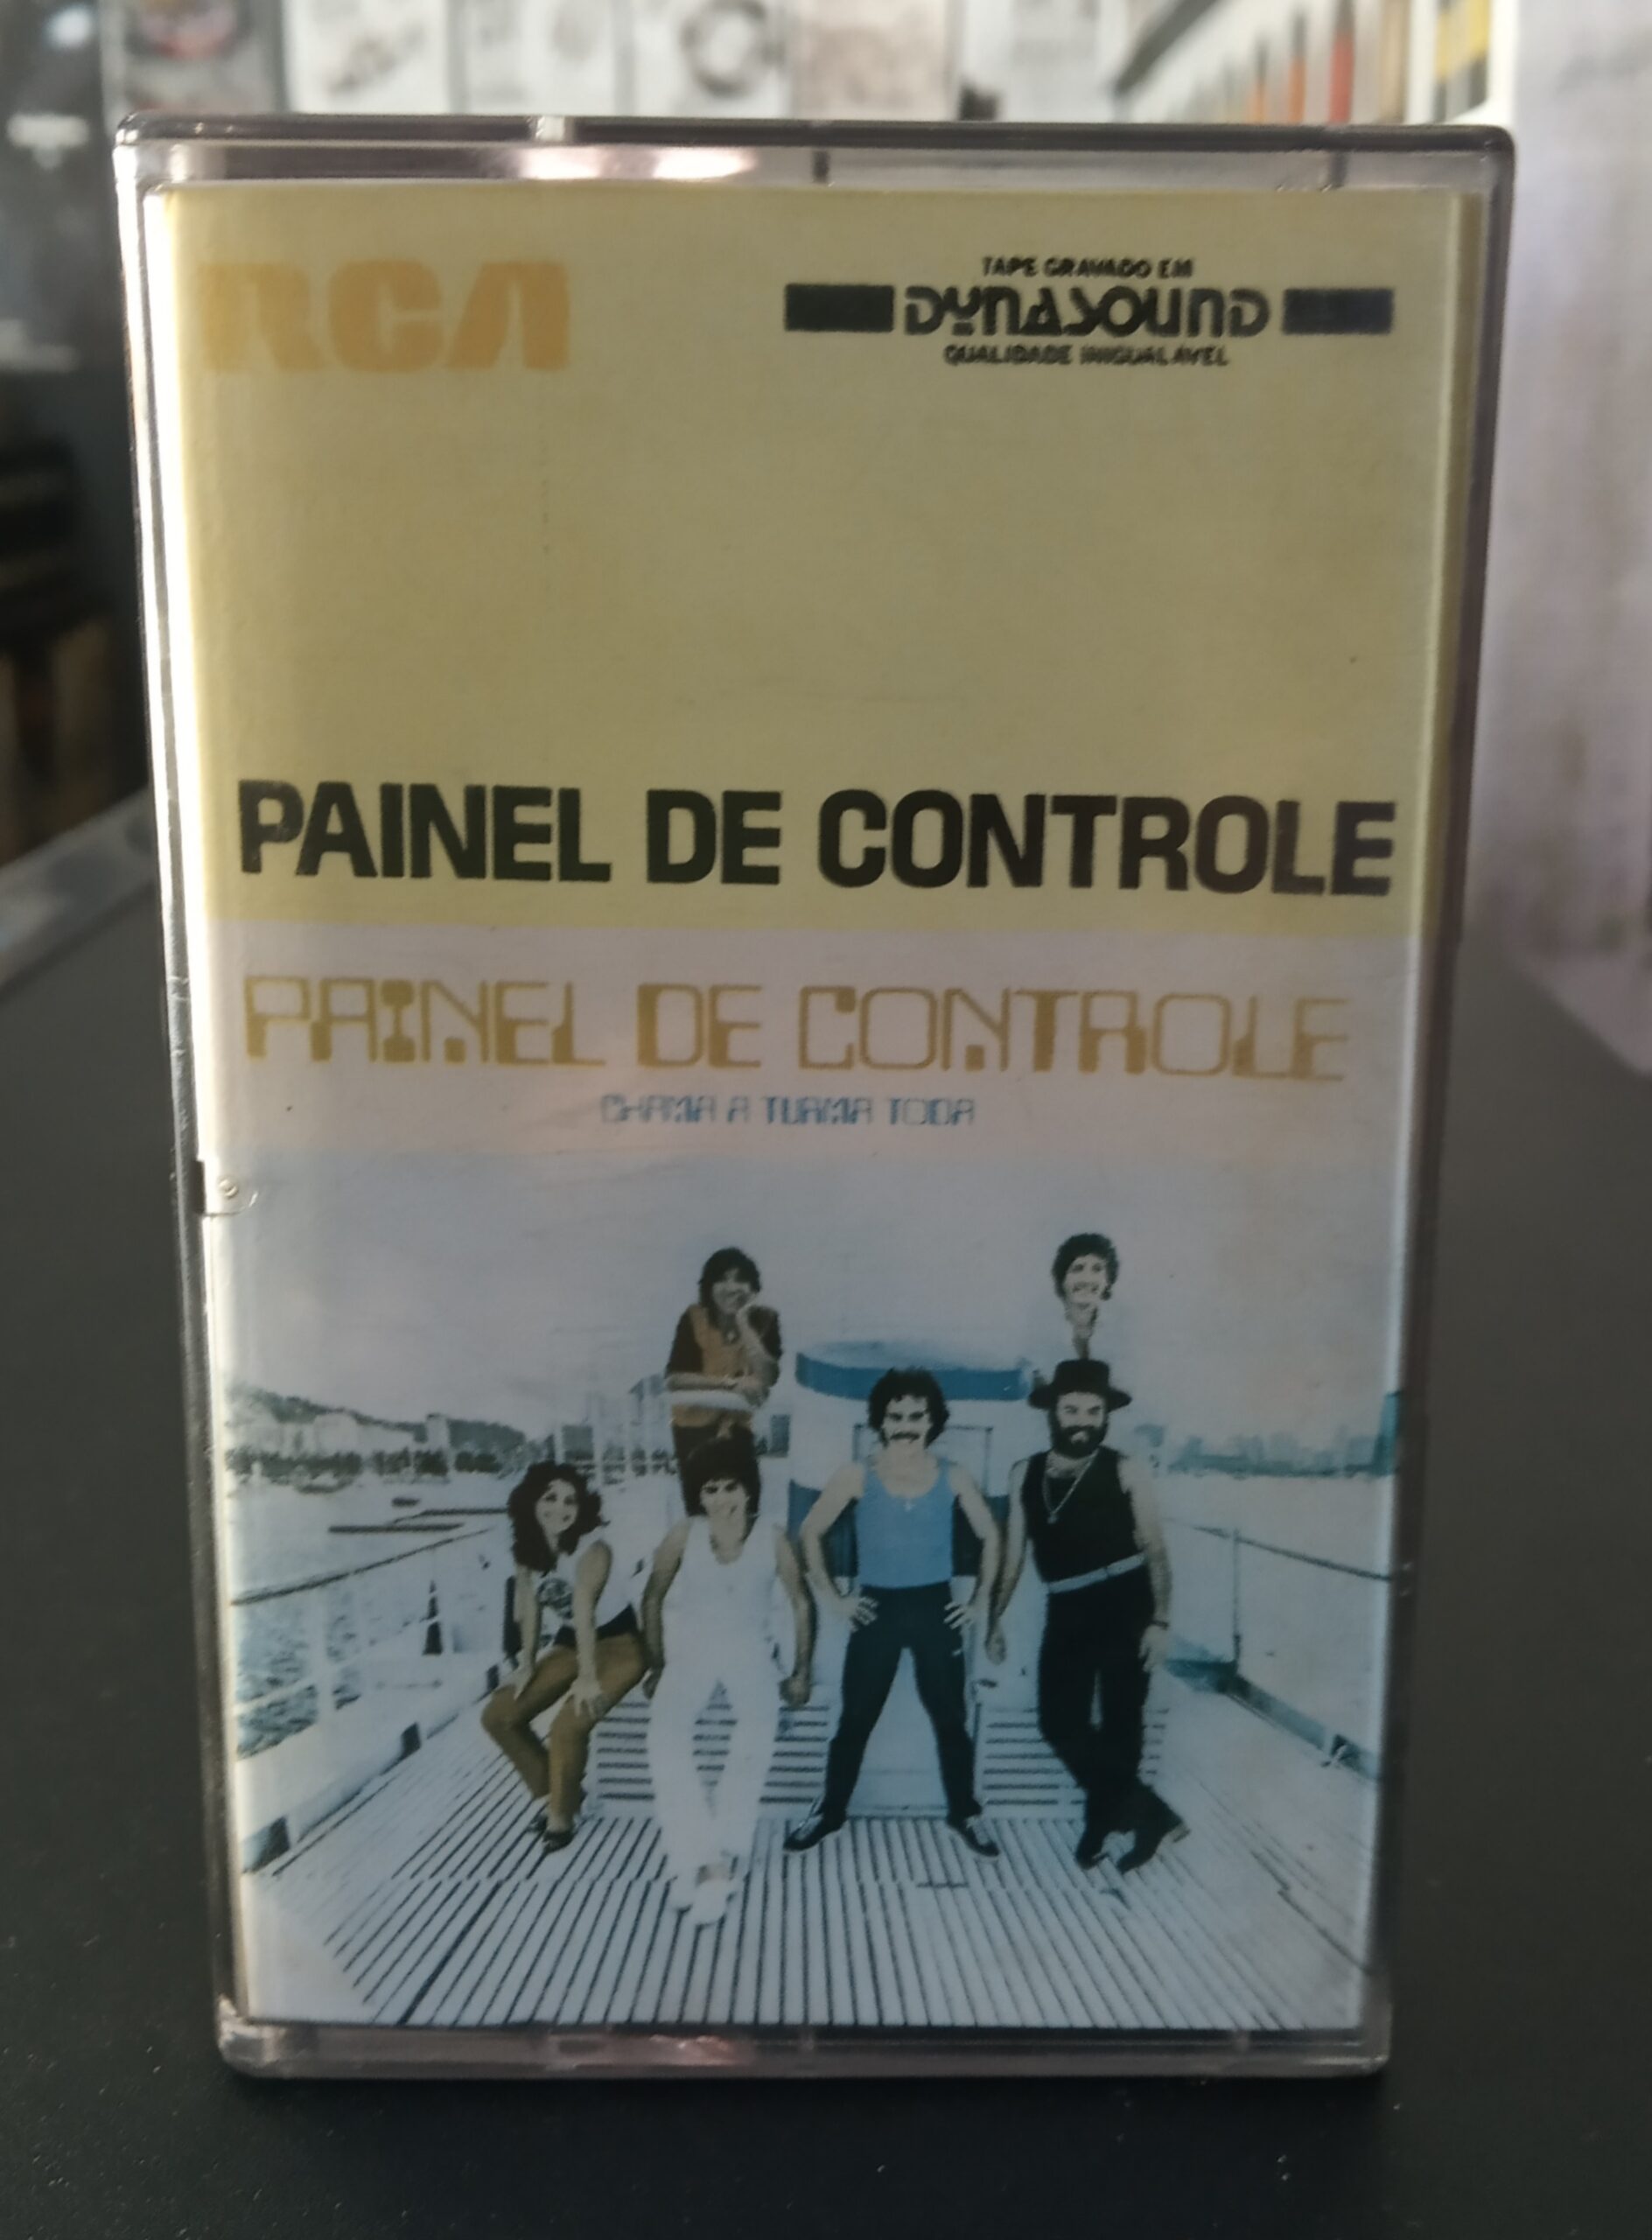 RCA
TAPE GRAVADO EM
DYNASOUND
QUALIDADE INIGUALÁVEL
PAINEL DE CONTROLE
PAINEL DE CONTROLE
CHAMA A TURMA TODA